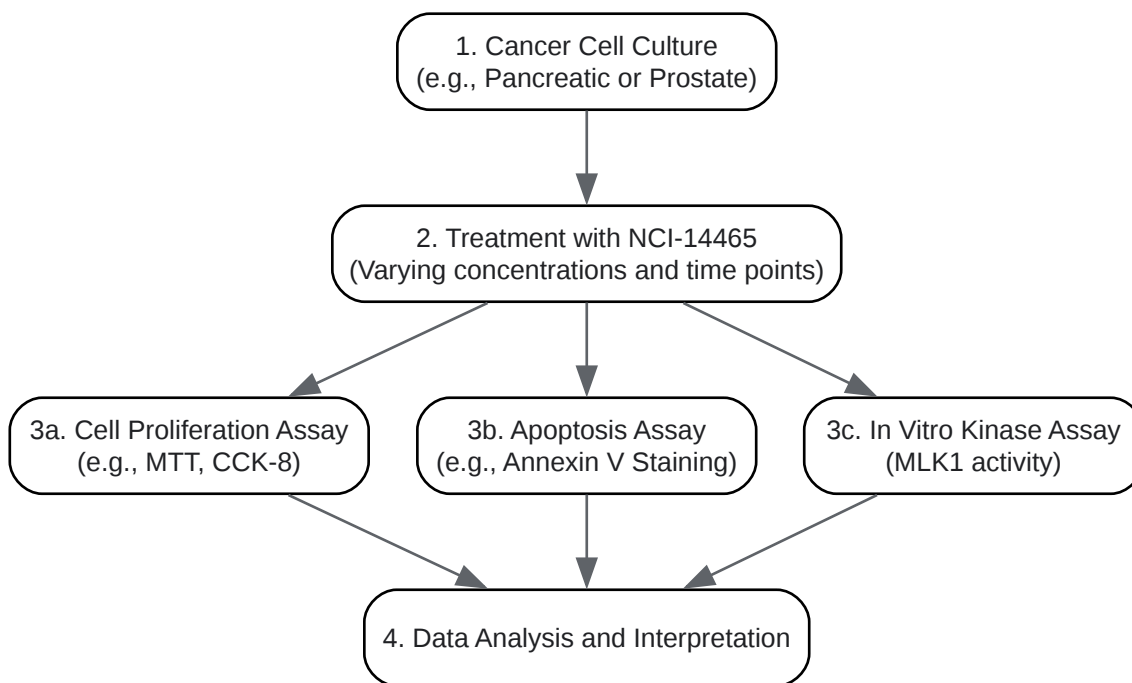 1. Cancer Cell Culture
(e.g., Pancreatic or Prostate)
2. Treatment with NCI-14465
(Varying concentrations and time points)
3a. Cell Proliferation Assay
(e.g., MTT, CCK-8)
3b. Apoptosis Assay
(e.g., Annexin V Staining)
3c. In Vitro Kinase Assay
(MLK1 activity)
4. Data Analysis and Interpretation